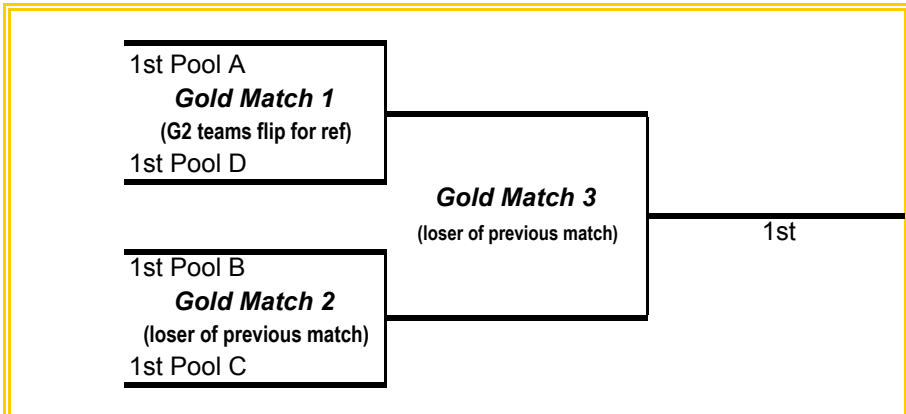 1st Pool A
Gold Match 1
(G2 teams flip for ref)
1st Pool D
Gold Match 3
(loser of previous match)
1st
1st Pool B
Gold Match 2
(loser of previous match)
1st Pool C